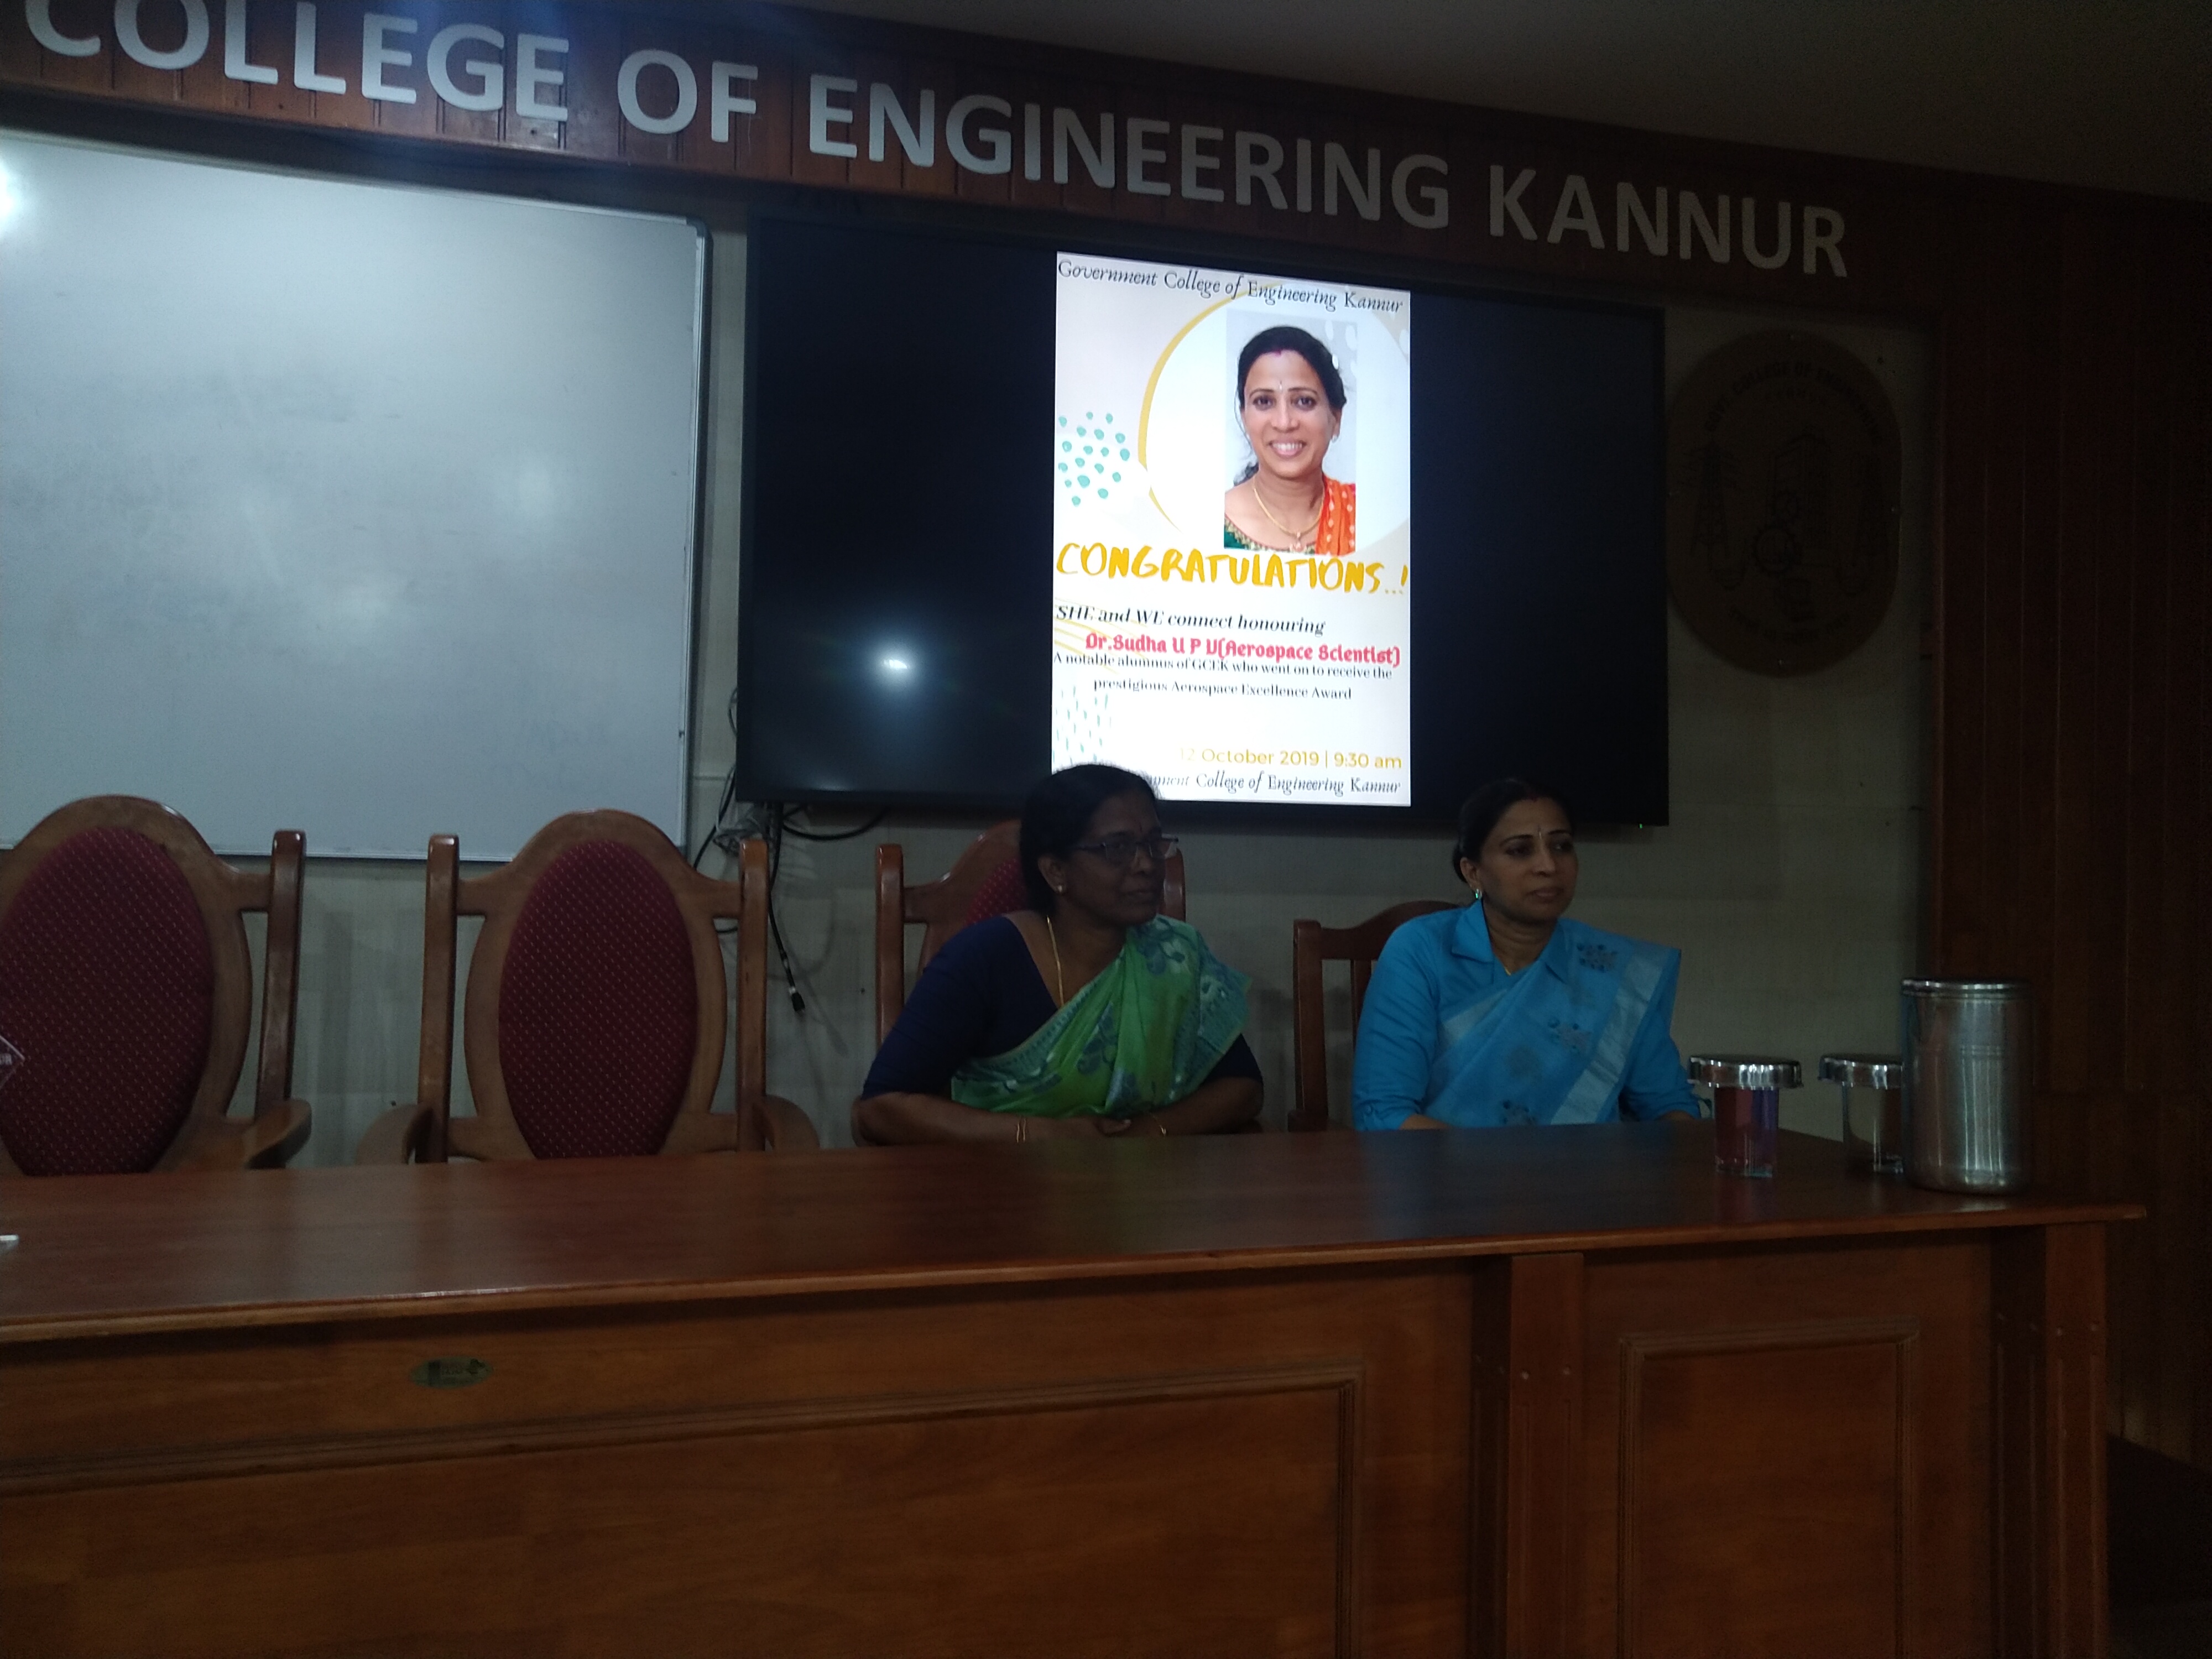 COLLEGE OF ENGINEERING KANNUR
Government College of Engineering Kannur
CONGRATULATIONS..!
SHE and WE connect honouring
Dr.Sudha U P V(Aerospace Scientist)
A notable alumnus of GCEK who went on to receive the
prestigious Aerospace Excellence Award
12 October 2019 | 9:30 am
College of Engineering Kannur
COLLEGE OF